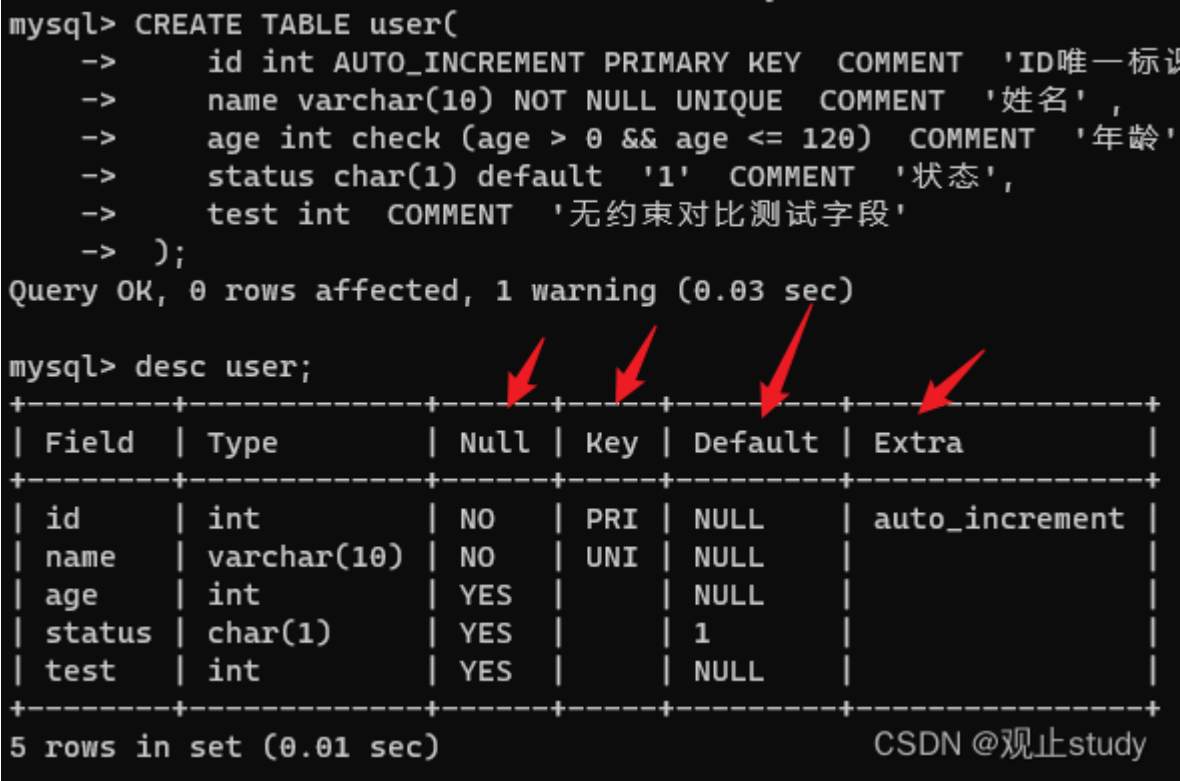 mysql> CREATE TABLE user(
    ->     id int AUTO_INCREMENT PRIMARY KEY  COMMENT  'ID唯一标识
    ->     name varchar(10) NOT NULL UNIQUE  COMMENT  '姓名' ,
    ->     age int check (age > 0 && age <= 120)  COMMENT  '年龄'
    ->     status char(1) default  '1'  COMMENT  '状态',
    ->     test int  COMMENT  '无约束对比测试字段'
    ->  );
Query OK, 0 rows affected, 1 warning (0.03 sec)
mysql> desc user;
+--------+-------------+------+-----+---------+----------------+
| Field  | Type        | Null | Key | Default | Extra          |
+--------+-------------+------+-----+---------+----------------+
| id     | int         | NO   | PRI | NULL    | auto_increment |
| name   | varchar(10) | NO   | UNI | NULL    |                |
| age    | int         | YES  |     | NULL    |                |
| status | char(1)     | YES  |     | 1       |                |
| test   | int         | YES  |     | NULL    |                |
+--------+-------------+------+-----+---------+----------------+
5 rows in set (0.01 sec)
CSDN @观止study